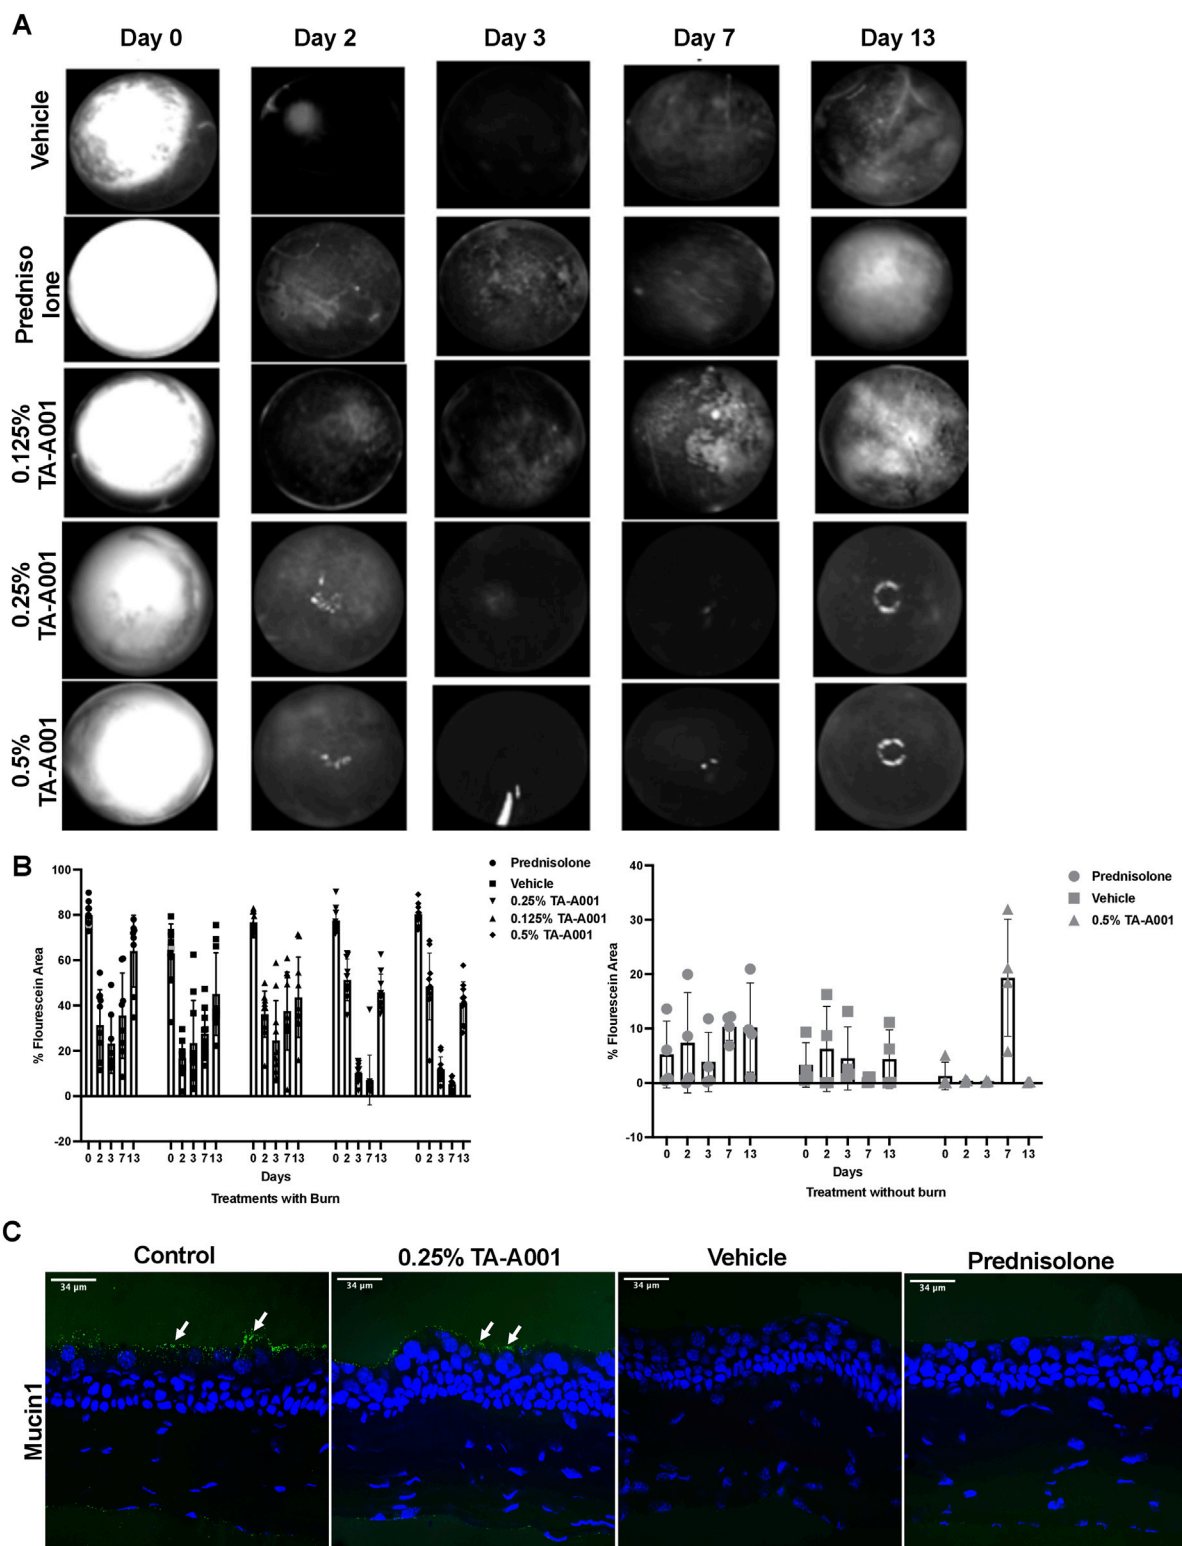 A
Day 0
Day 2
Day 3
Day 7
Day 13
Vehicle
Predniso
lone
0.125%
TA-A001
0.25%
TA-A001
0.5%
TA-A001
B
% Flourescein Area
100
80
60
40
20
0
-20
0 2 3 7 13
0 2 3 7 13
0 2 3 7 13
0 2 3 7 13
0 2 3 7 13
Days
Treatments with Burn
Prednisolone
Vehicle
0.25% TA-A001
0.125% TA-A001
0.5% TA-A001
% Flourescein Area
40
30
20
10
0
-10
0 2 3 7 13
0 2 3 7 13
0 2 3 7 13
Days
Treatment without burn
Prednisolone
Vehicle
0.5% TA-A001
C
Control
0.25% TA-A001
Vehicle
Prednisolone
34 µm
34 µm
34 µm
34 µm
Mucin1